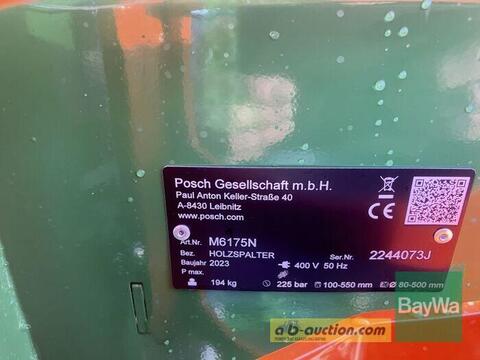 Posch Gesellschaft m.b.H.
Paul Anton Keller-Straße 40
A-8430 Leibnitz
www.posch.com
CE
Art.Nr. M6175N
Bez. HOLZSPALTER Ser.Nr. 2244073J
Baujahr 2023 400 V 50 Hz
P max.
194 kg 225 bar 100-550 mm Ø 80-500 mm
BayWa
ab-auction.com